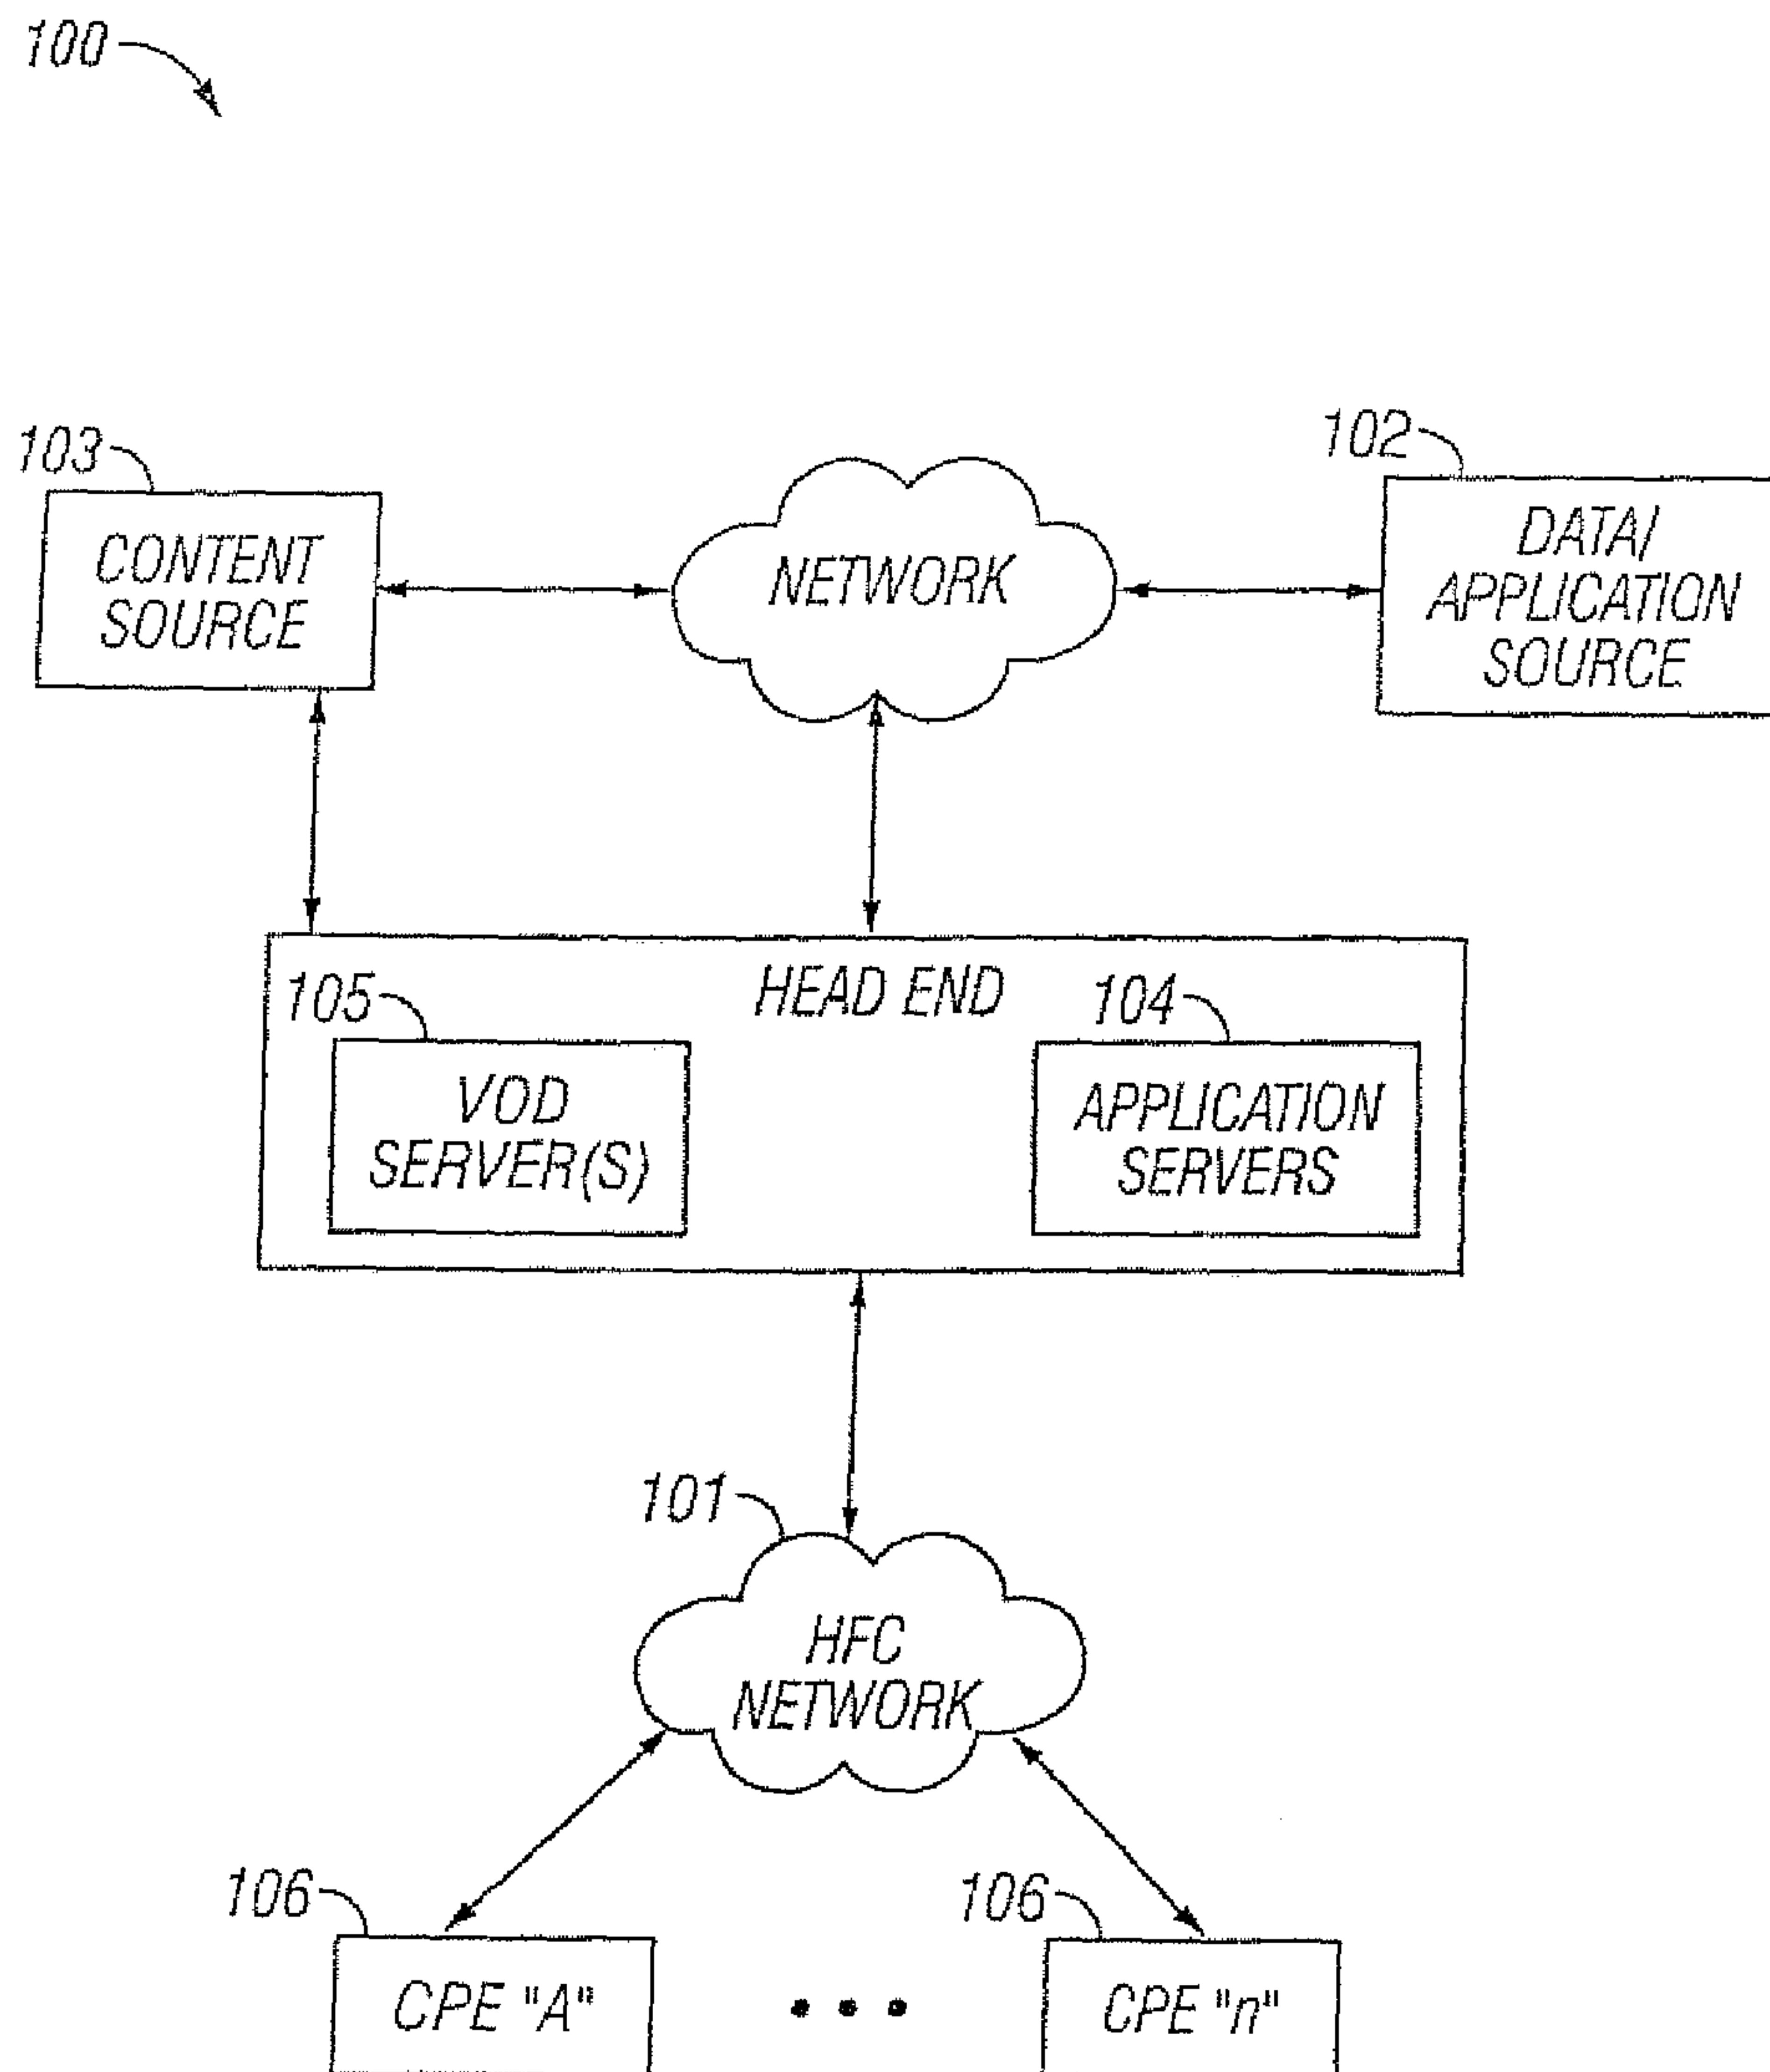 100
103
102
CONTENT
SOURCE
NETWORK
DATA/
APPLICATION
SOURCE
HEAD END
105
104
VOD
SERVER(S)
APPLICATION
SERVERS
101
HFC
NETWORK
106
106
CPE "A"
• • •
CPE "n"